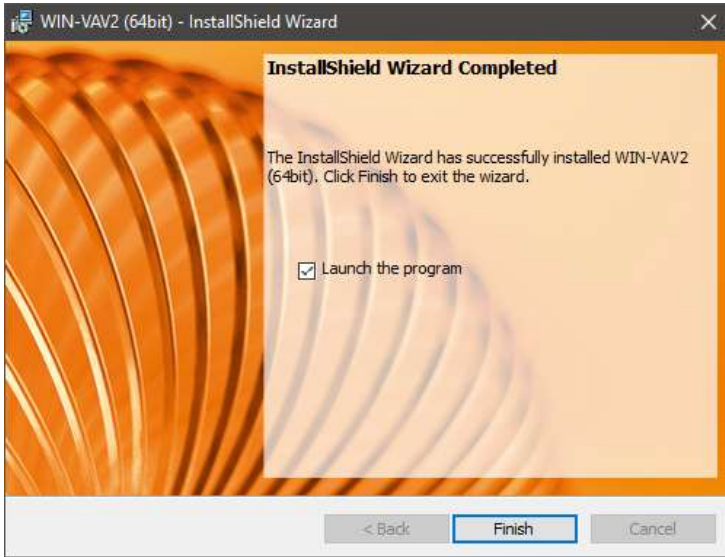 WIN-VAV2 (64bit) - InstallShield Wizard
InstallShield Wizard Completed
The InstallShield Wizard has successfully installed WIN-VAV2
(64bit). Click Finish to exit the wizard.
Launch the program
< Back
Finish
Cancel